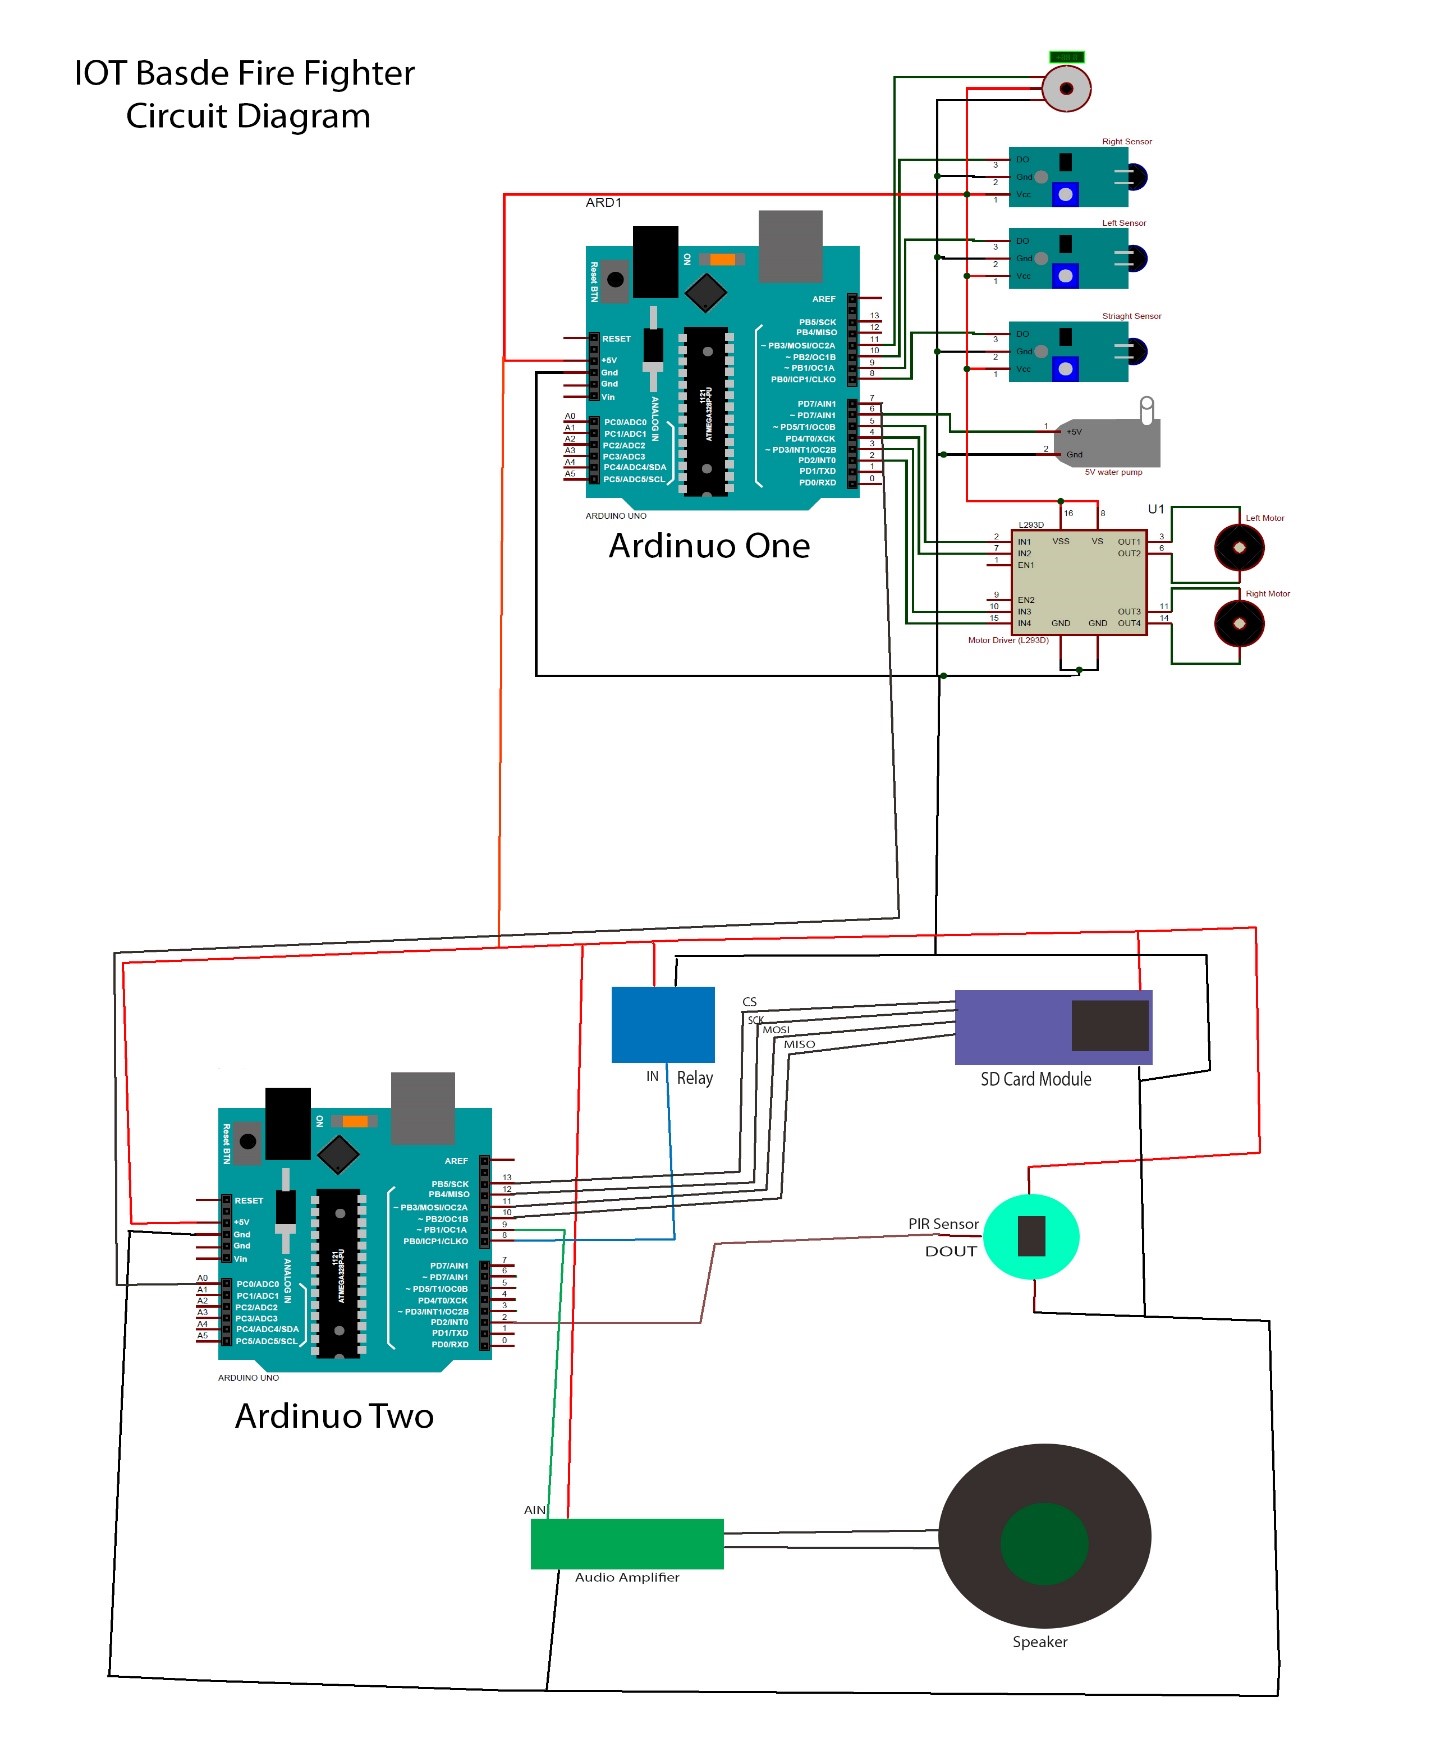 IOT Basde Fire Fighter
Circuit Diagram
Right Sensor
DO
3
Gnd
2
Vcc
1
Left Sensor
DO
3
Gnd
2
Vcc
1
Striaght Sensor
DO
3
Gnd
2
Vcc
1
1
+5V
2
Gnd
5V water pump
ARD1
Reset BTN
ON
AREF
13
PB5/SCK
12
PB4/MISO
11
~ PB3/MOSI/OC2A
10
~ PB2/OC1B
9
~ PB1/OC1A
8
PB0/ICP1/CLKO
7
PD7/AIN1
6
~ PD7/AIN1
5
~ PD5/T1/OC0B
4
PD4/T0/XCK
3
~ PD3/INT1/OC2B
2
PD2/INT0
1
PD1/TXD
0
PD0/RXD
RESET
+5V
Gnd
Gnd
Vin
A0 PC0/ADC0
A1 PC1/ADC1
A2 PC2/ADC2
A3 PC3/ADC3
A4 PC4/ADC4/SDA
A5 PC5/ADC5/SCL
ANALOG IN
1121
ATMEGA328P-PU
ARDUINO UNO
Ardinuo One
U1
L293D
16
8
VSS
VS
2 IN1
7 IN2
1 EN1
9 EN2
10 IN3
15 IN4
GND
GND
OUT1 3
OUT2 6
OUT3 11
OUT4 14
Motor Driver (L293D)
Left Motor
Right Motor
CS
SCK
MOSI
MISO
IN
Relay
SD Card Module
Reset BTN
ON
AREF
13
PB5/SCK
12
PB4/MISO
11
~ PB3/MOSI/OC2A
10
~ PB2/OC1B
9
~ PB1/OC1A
8
PB0/ICP1/CLKO
7
PD7/AIN1
6
~ PD7/AIN1
5
~ PD5/T1/OC0B
4
PD4/T0/XCK
3
~ PD3/INT1/OC2B
2
PD2/INT0
1
PD1/TXD
0
PD0/RXD
RESET
+5V
Gnd
Gnd
Vin
A0 PC0/ADC0
A1 PC1/ADC1
A2 PC2/ADC2
A3 PC3/ADC3
A4 PC4/ADC4/SDA
A5 PC5/ADC5/SCL
ANALOG IN
1121
ATMEGA328P-PU
ARDUINO UNO
Ardinuo Two
PIR Sensor
DOUT
AIN
Audio Amplifier
Speaker